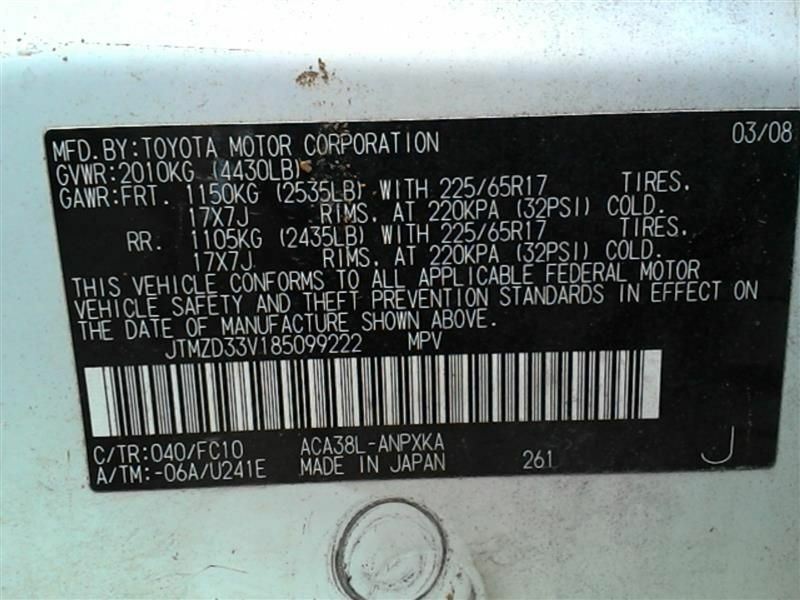 MFD.BY:TOYOTA MOTOR CORPORATION 03/08
GVWR:2010KG (4430LB)
GAWR:FRT. 1150KG (2535LB) WITH 225/65R17 TIRES.
17X7J RIMS. AT 220KPA (32PSI) COLD.
RR. 1105KG (2435LB) WITH 225/65R17 TIRES.
17X7J RIMS. AT 220KPA (32PSI) COLD.
THIS VEHICLE CONFORMS TO ALL APPLICABLE FEDERAL MOTOR
VEHICLE SAFETY AND THEFT PREVENTION STANDARDS IN EFFECT ON
THE DATE OF MANUFACTURE SHOWN ABOVE.
JTMZD33V185099222 MPV
C/TR:040/FC10 ACA38L-ANPXKA
A/TM:-06A/U241E MADE IN JAPAN 261 J